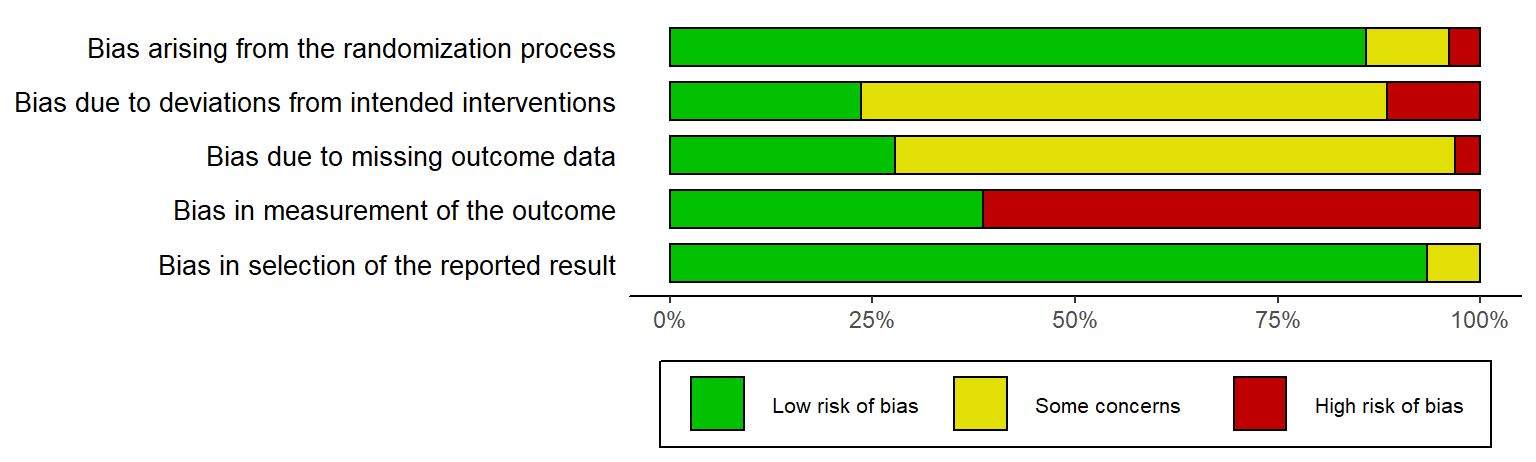 Bias arising from the randomization process
Bias due to deviations from intended interventions
Bias due to missing outcome data
Bias in measurement of the outcome
Bias in selection of the reported result
0% 25% 50% 75% 100%
Low risk of bias Some concerns High risk of bias